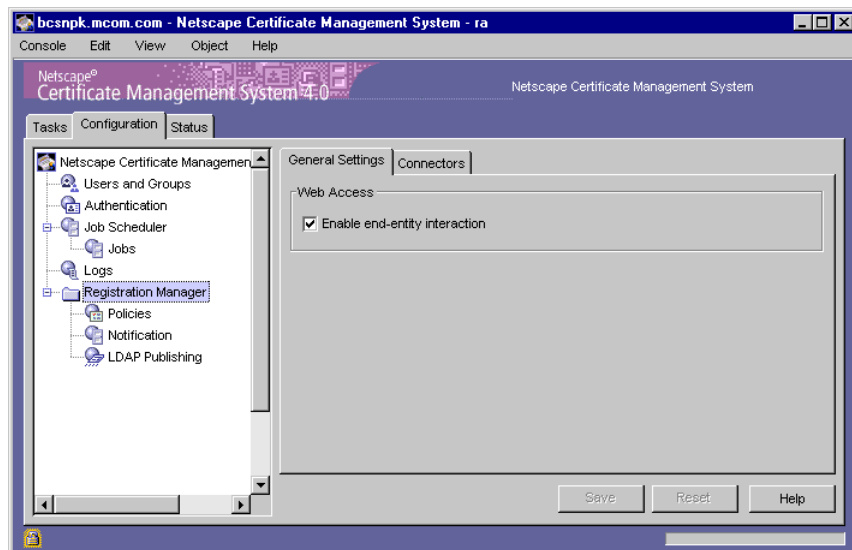 bcsnpk.mcom.com - Netscape Certificate Management System - ra
Console Edit View Object Help
Netscape®
Certificate Management System 4.0
Netscape Certificate Management System
Tasks Configuration Status
Netscape Certificate Managemen
Users and Groups
Authentication
Job Scheduler
Jobs
Logs
Registration Manager
Policies
Notification
LDAP Publishing
General Settings Connectors
Web Access
Enable end-entity interaction
Save Reset Help